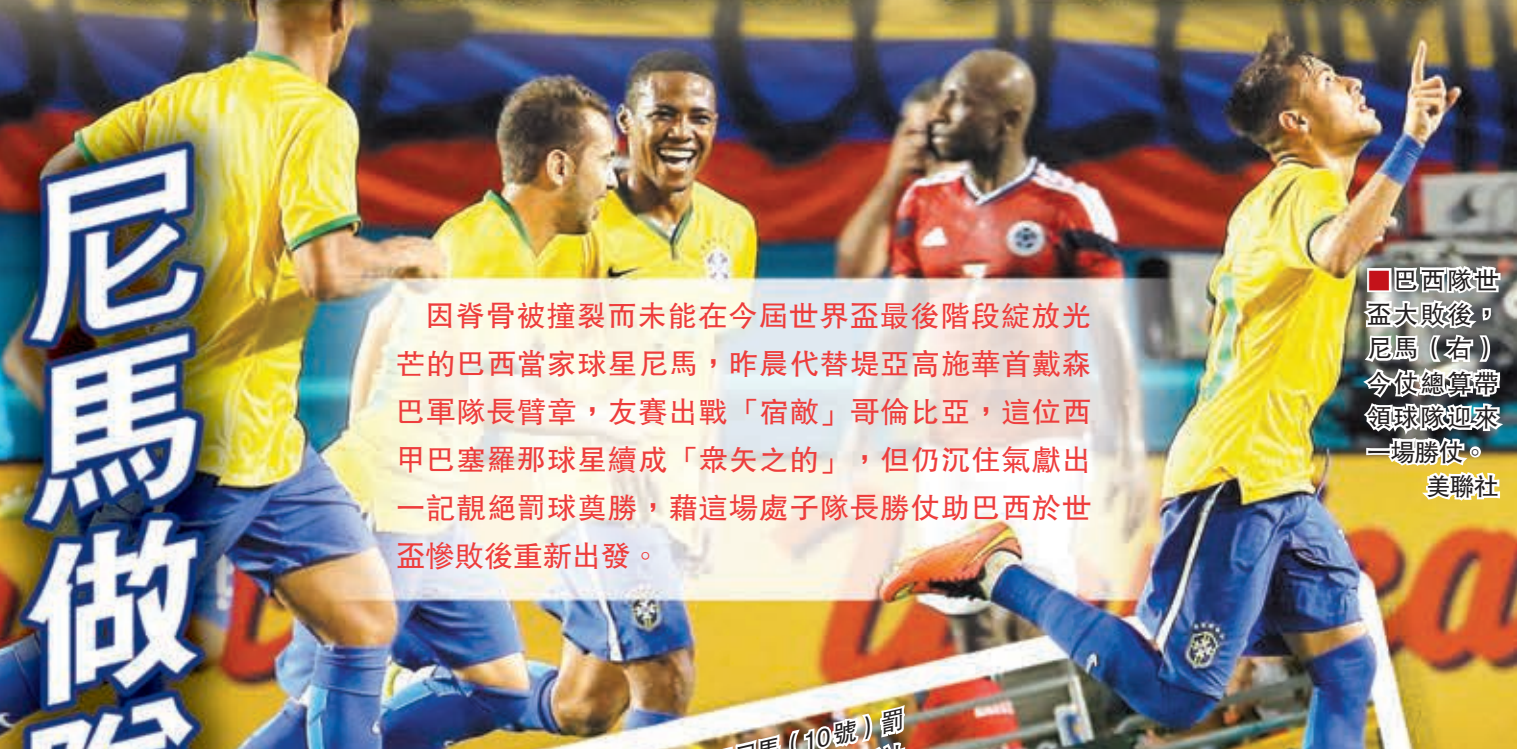 尼馬做
因脊骨被撞裂而未能在今屆世界盃最後階段綻放光
芒的巴西當家球星尼馬，昨晨代替堤亞高施華首戴森
巴軍隊長臂章，友賽出戰「宿敵」哥倫比亞，這位西
甲巴塞羅那球星續成「衆矢之的」，但仍沉住氣獻出
一記靚絕罰球奠勝，藉這場處子隊長勝仗助巴西於世
盃慘敗後重新出發。
■巴西隊世
盃大敗後，
尼馬（右）
今仗總算帶
領球隊迎來
一場勝仗。
美聯社
尼馬（10號）罰